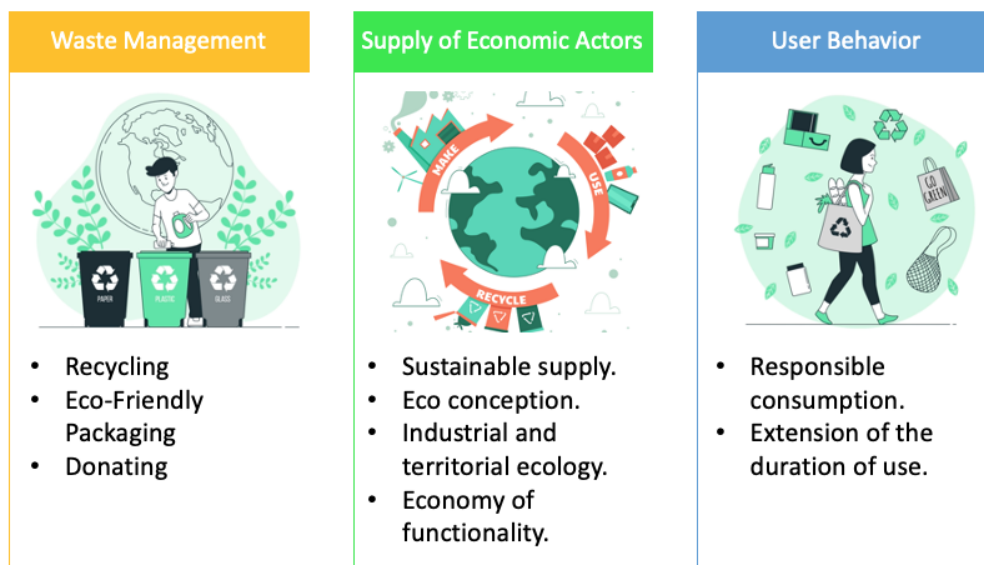 Waste Management
PAPER
PLASTIC
GLASS
• Recycling
• Eco-Friendly
Packaging
• Donating
Supply of Economic Actors
MAKE
USE
RECYCLE
• Sustainable supply.
• Eco conception.
• Industrial and
territorial ecology.
• Economy of
functionality.
User Behavior
GO
GREEN
• Responsible
consumption.
• Extension of the
duration of use.